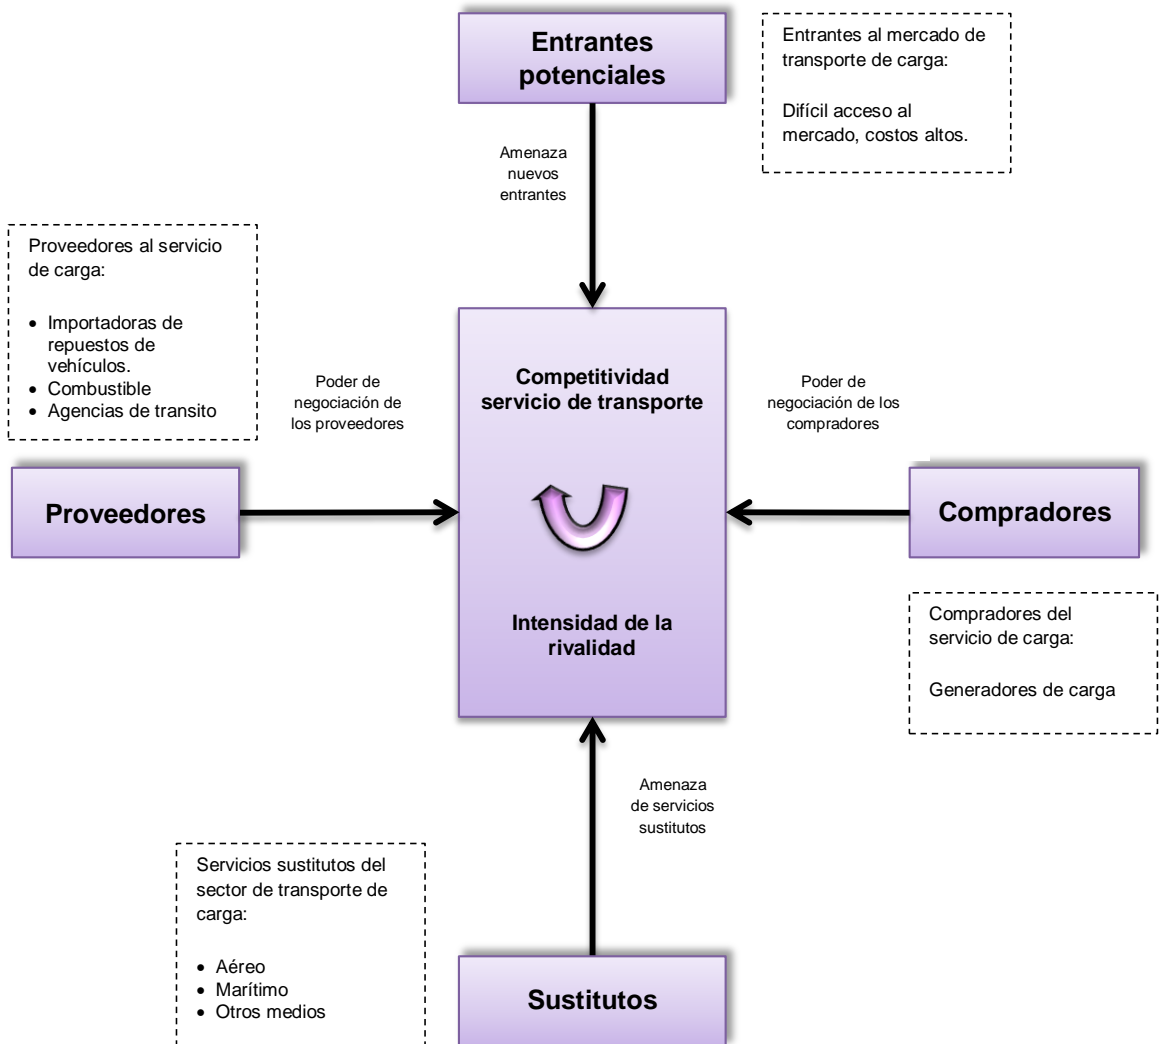 Entrantes
potenciales
Entrantes al mercado de
transporte de carga:
Difícil acceso al
mercado, costos altos.
Amenaza
nuevos
entrantes
Proveedores al servicio
de carga:
• Importadoras de
repuestos de
vehículos.
• Combustible
• Agencias de transito
Poder de
negociación de
los proveedores
Competitividad
servicio de transporte
Poder de
negociación de los
compradores
Proveedores
Compradores
Intensidad de la
rivalidad
Compradores del
servicio de carga:
Generadores de carga
Amenaza
de servicios
sustitutos
Servicios sustitutos del
sector de transporte de
carga:
• Aéreo
• Marítimo
• Otros medios
Sustitutos